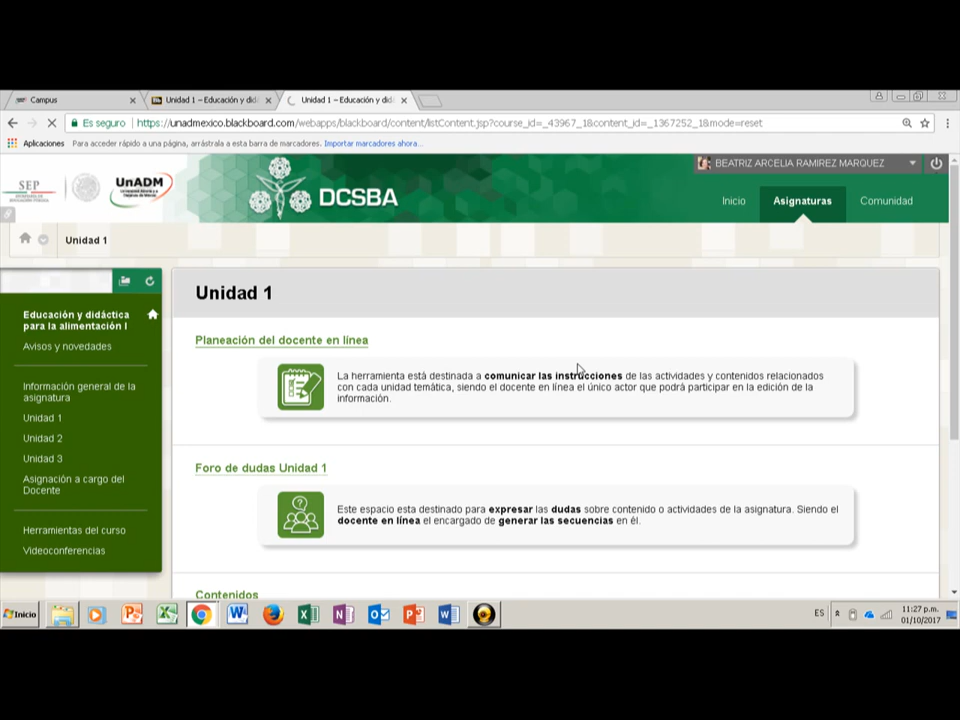 Campus
Unidad 1 – Educación y did
Unidad 1 – Educación y did
Es seguro
https://unadmexico.blackboard.com/webapps/blackboard/content/listContent.jsp?course_id=_43967_1&content_id=_1367252_1&mode=reset
Aplicaciones
Para acceder rápido a una página, arrástrala a esta barra de marcadores.
Importar marcadores ahora...
BEATRIZ ARCELIA RAMIREZ MARQUEZ
SEP
UnADM
DCSBA
Inicio
Asignaturas
Comunidad
Unidad 1
Educación y didáctica
para la alimentación I
Avisos y novedades
Información general de la
asignatura
Unidad 1
Unidad 2
Unidad 3
Asignación a cargo del
Docente
Herramientas del curso
Videoconferencias
Unidad 1
Planeación del docente en línea
La herramienta está destinada a comunicar las instrucciones de las actividades y contenidos relacionados
con cada unidad temática, siendo el docente en línea el único actor que podrá participar en la edición de la
información.
Foro de dudas Unidad 1
Este espacio esta destinado para expresar las dudas sobre contenido o actividades de la asignatura. Siendo el
docente en línea el encargado de generar las secuencias en él.
Contenidos
Inicio
ES
11:27 p.m.
01/10/2017